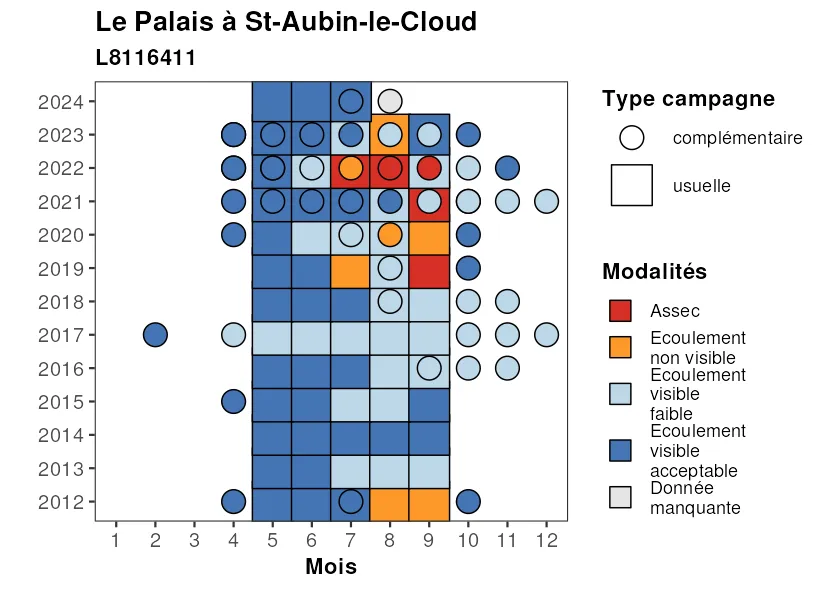 Le Palais à St-Aubin-le-Cloud
L8116411
2024
2023
2022
2021
2020
2019
2018
2017
2016
2015
2014
2013
2012
1 2 3 4 5 6 7 8 9 10 11 12
Mois
Type campagne
complémentaire
usuelle
Modalités
Assec
Ecoulement
non visible
Ecoulement
visible
faible
Ecoulement
visible
acceptable
Donnée
manquante